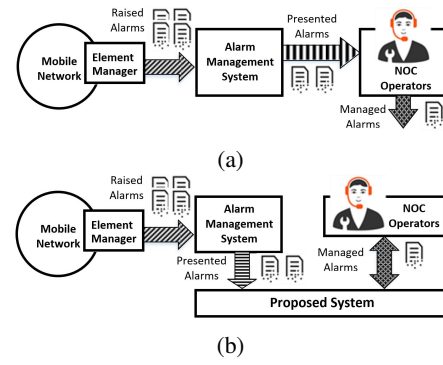 Mobile
Network
Element
Manager
Raised
Alarms
Alarm
Management
System
Presented
Alarms
NOC
Operators
Managed
Alarms
(a)
Mobile
Network
Element
Manager
Raised
Alarms
Alarm
Management
System
Presented
Alarms
Managed
Alarms
NOC
Operators
Proposed System
(b)